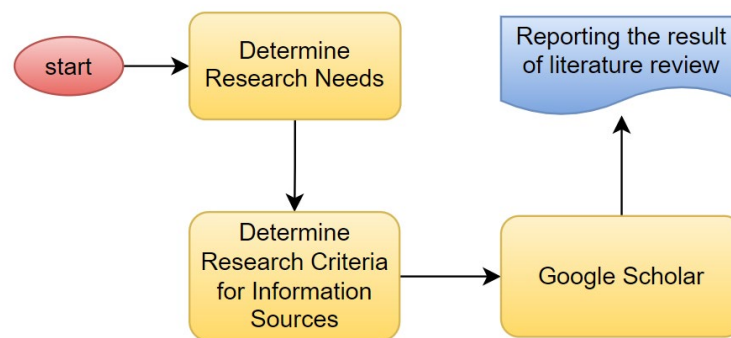 start
Determine
Research Needs
Determine
Research Criteria
for Information
Sources
Google Scholar
Reporting the result
of literature review